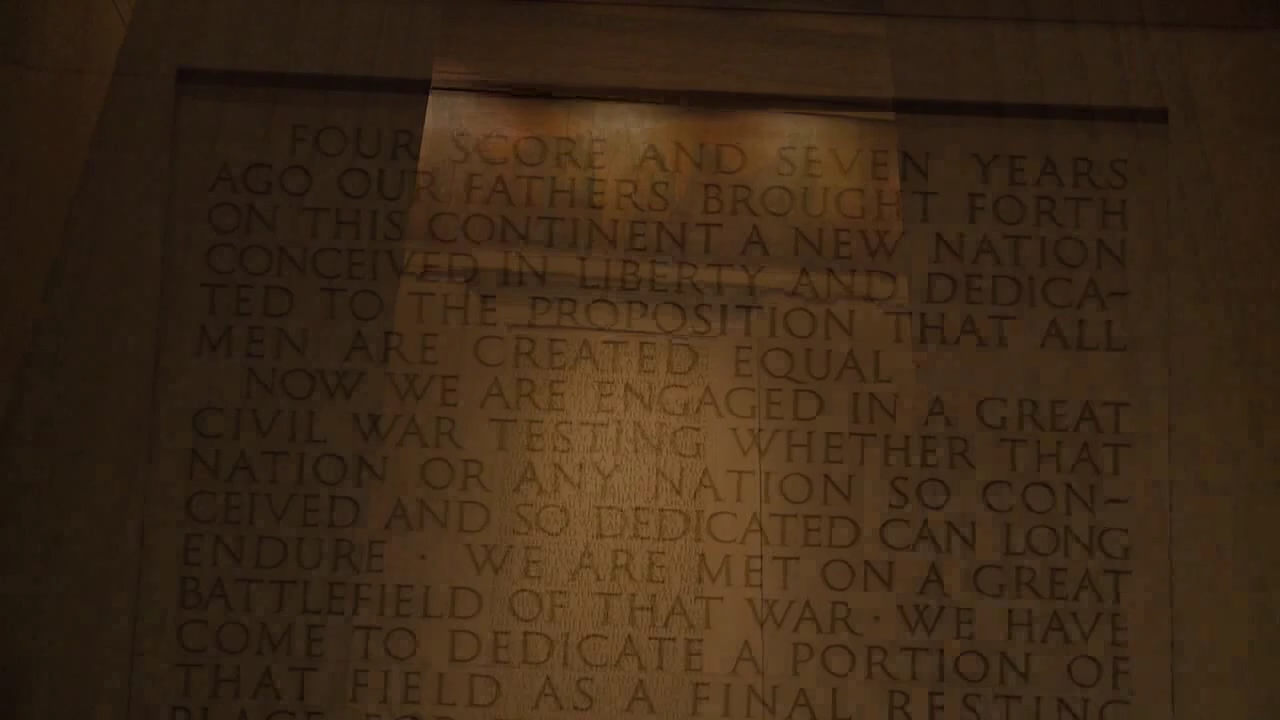 FOUR SCORE AND SEVEN YEARS
AGO OUR FATHERS BROUGHT FORTH
ON THIS CONTINENT A NEW NATION
CONCEIVED IN LIBERTY AND DEDICA–
TED TO THE PROPOSITION THAT ALL
MEN ARE CREATED EQUAL
NOW WE ARE ENGAGED IN A GREAT
CIVIL WAR TESTING WHETHER THAT
NATION OR ANY NATION SO CON–
CEIVED AND SO DEDICATED CAN LONG
ENDURE · WE ARE MET ON A GREAT
BATTLEFIELD OF THAT WAR · WE HAVE
COME TO DEDICATE A PORTION OF
THAT FIELD AS A FINAL RESTING
PLACE FOR